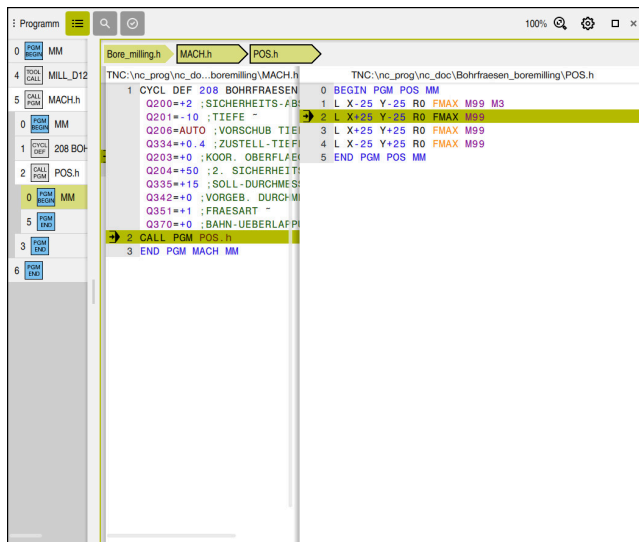 Programm
100%
0 PGM BEGIN MM
4 TOOL CALL MILL_D12
5 CALL PGM MACH.h
0 PGM BEGIN MM
1 CYCL DEF 208 BOH
2 CALL PGM POS.h
0 PGM BEGIN MM
5 PGM END
3 PGM END
6 PGM END
Bore_milling.h MACH.h POS.h
TNC:\nc_prog\nc_do...boremilling\MACH.h
1 CYCL DEF 208 BOHRFRAESEN
Q200=+2 ;SICHERHEITS-ABS
Q201=-10 ;TIEFE ~
Q206=AUTO ;VORSCHUB TIEF
Q334=+0.4 ;ZUSTELL-TIEF
Q203=+0 ;KOOR. OBERFLAEC
Q204=+50 ;2. SICHERHEIT
Q335=+15 ;SOLL-DURCHMESS
Q342=+0 ;VORGEB. DURCHM
Q351=+1 ;FRAESART ~
Q370=+0 ;BAHN-UEBERLAPP
2 CALL PGM POS.h
3 END PGM MACH MM
TNC:\nc_prog\nc_doc\Bohrfraesen_boremilling\POS.h
0 BEGIN PGM POS MM
1 L X-25 Y-25 R0 FMAX M99 M3
2 L X+25 Y-25 R0 FMAX M99
3 L X+25 Y+25 R0 FMAX M99
4 L X-25 Y+25 R0 FMAX M99
5 END PGM POS MM